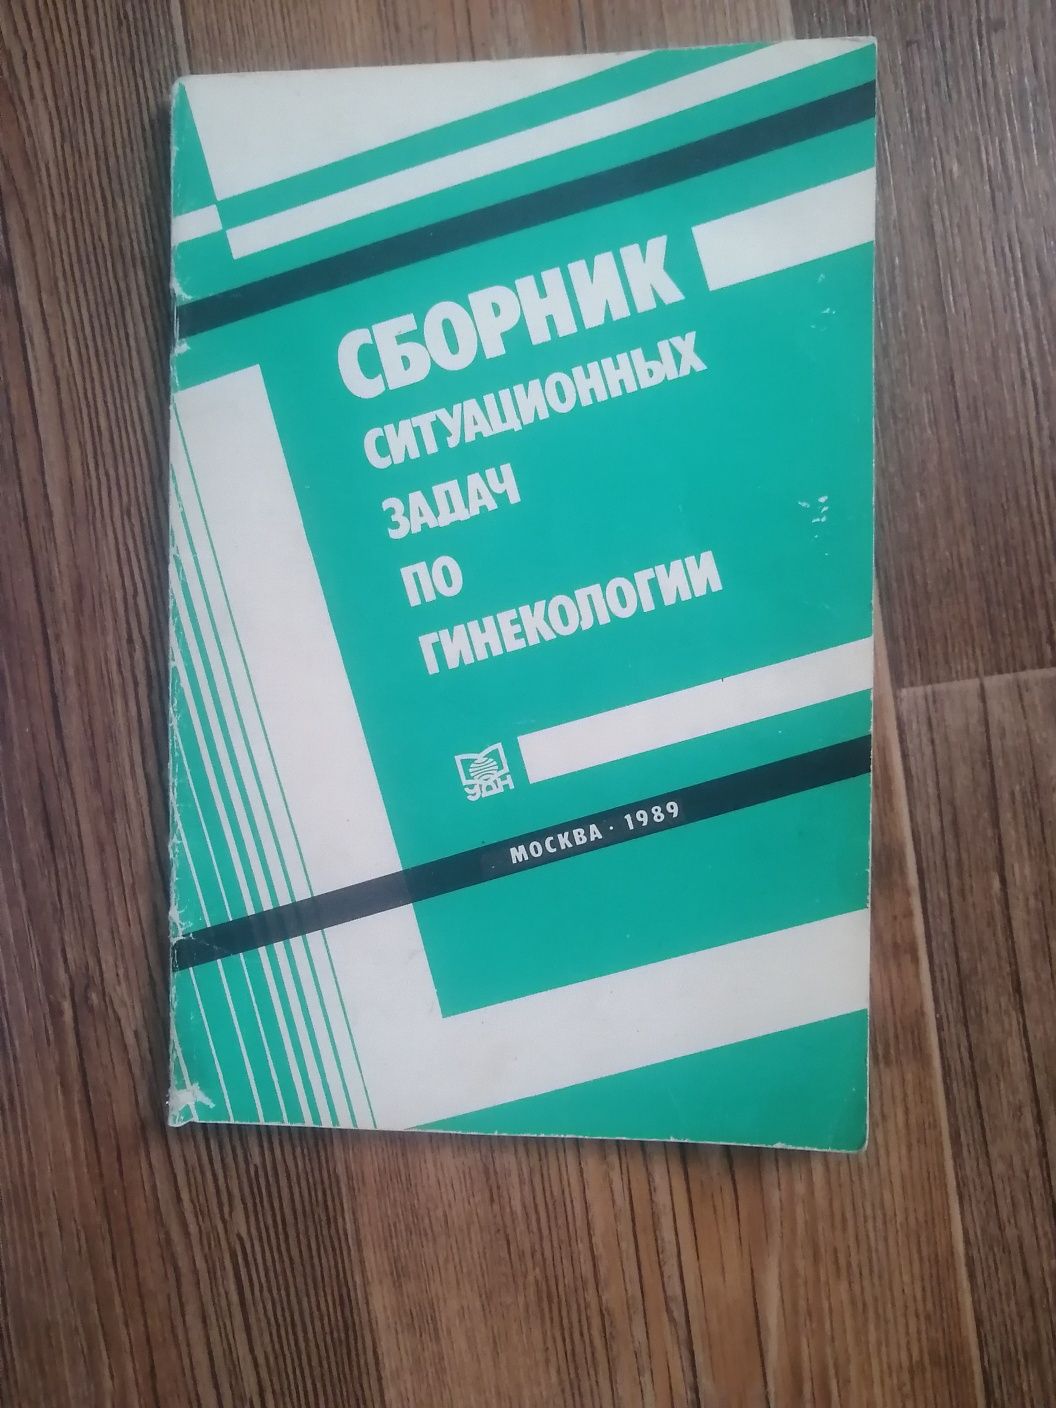 СБОРНИК
СИТУАЦИОННЫХ
ЗАДАЧ
ПО
ГИНЕКОЛОГИИ
УДН
МОСКВА · 1989